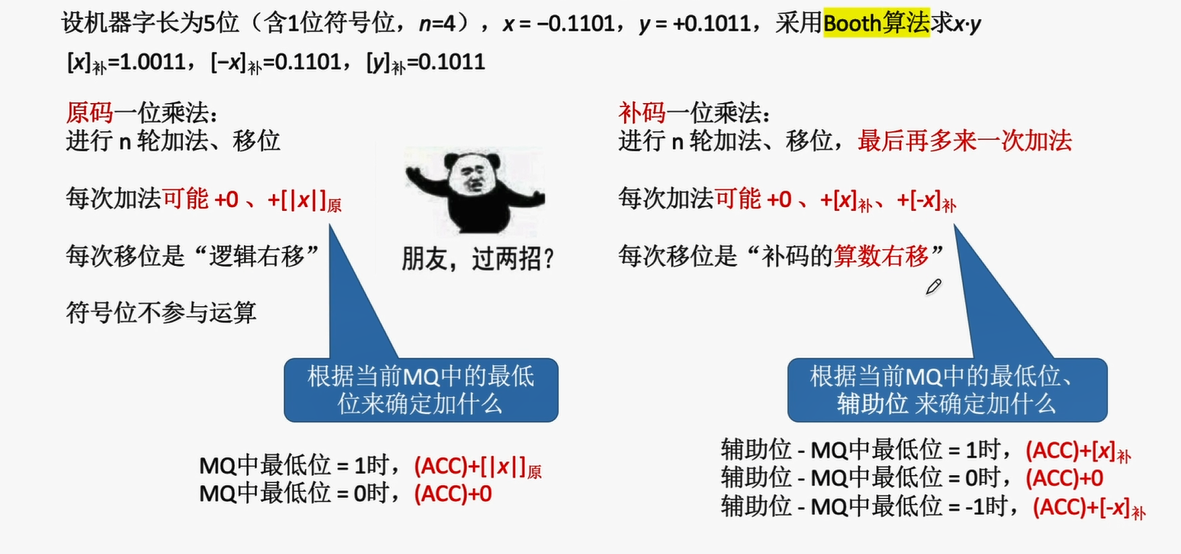 设机器字长为5位（含1位符号位，n=4），x = −0.1101，y = +0.1011，采用Booth算法求x·y
[x]补=1.0011，[−x]补=0.1101，[y]补=0.1011
原码一位乘法：
进行 n 轮加法、移位
每次加法可能 +0 、+[|x|]原
每次移位是“逻辑右移”
符号位不参与运算
朋友，过两招?
根据当前MQ中的最低
位来确定加什么
MQ中最低位 = 1时，(ACC)+[|x|]原
MQ中最低位 = 0时，(ACC)+0
补码一位乘法：
进行 n 轮加法、移位，最后再多来一次加法
每次加法可能 +0 、+[x]补、+[-x]补
每次移位是“补码的算数右移”
根据当前MQ中的最低位、
辅助位 来确定加什么
辅助位 - MQ中最低位 = 1时，(ACC)+[x]补
辅助位 - MQ中最低位 = 0时，(ACC)+0
辅助位 - MQ中最低位 = -1时，(ACC)+[-x]补